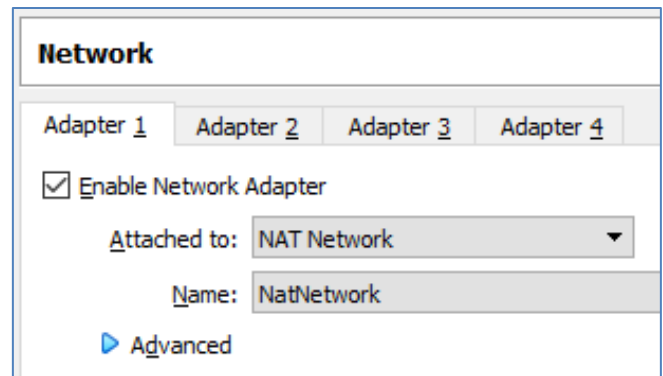 Network
Adapter 1 Adapter 2 Adapter 3 Adapter 4
Enable Network Adapter
Attached to: NAT Network
Name: NatNetwork
Advanced